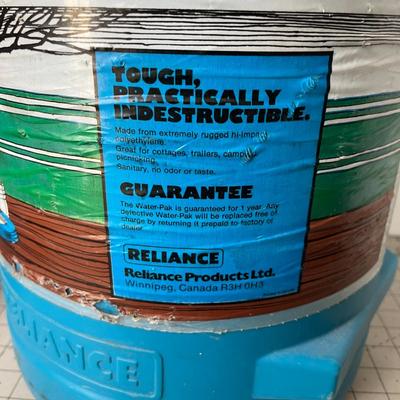 TOUGH,
PRACTICALLY
INDESTRUCTIBLE.
Made from extremely rugged hi-impact
polyethylene.
Great for cottages, trailers, camping,
picnicking.
Sanitary, no odor or taste.
GUARANTEE
The Water-Pak is guaranteed for 1 year. Any
defective Water-Pak will be replaced free of
charge by returning it prepaid to factory or
dealer.
RELIANCE
Reliance Products Ltd.
Winnipeg, Canada R3H 0H3
RELIANCE